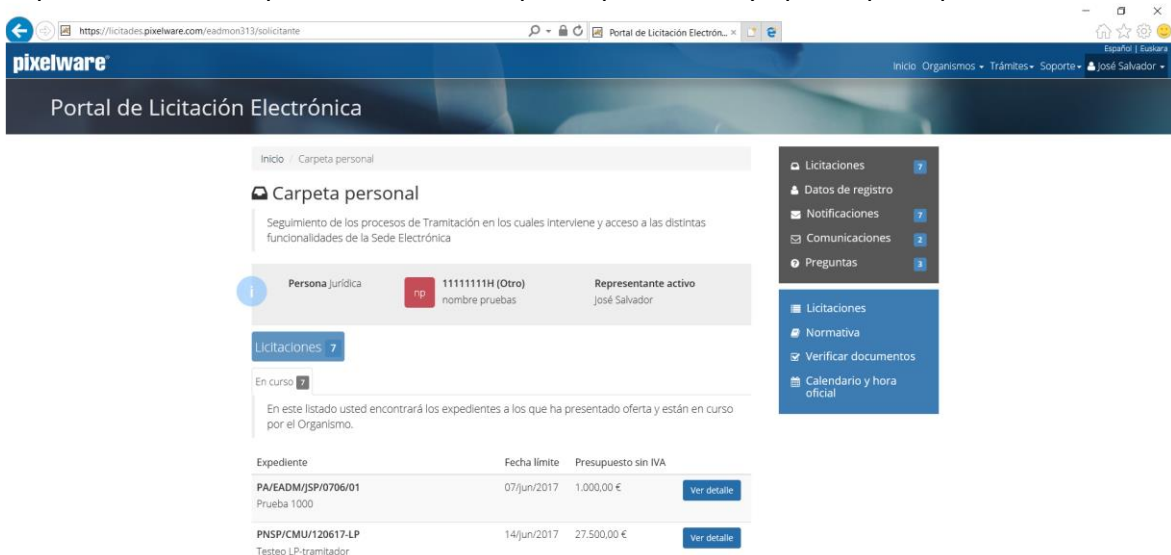 https://licitades.pixelware.com/eadmon313/solicitante
Portal de Licitación Electrón...
Español | Euskara
pixelware
Inicio Organismos Trámites Soporte José Salvador
Portal de Licitación Electrónica
Inicio / Carpeta personal
Carpeta personal
Seguimiento de los procesos de Tramitación en los cuales interviene y acceso a las distintas
funcionalidades de la Sede Electrónica
i
Persona Jurídica
np
11111111H (Otro)
nombre pruebas
Representante activo
José Salvador
Licitaciones 7
En curso 7
En este listado usted encontrará los expedientes a los que ha presentado oferta y están en curso
por el Organismo.
Expediente Fecha límite Presupuesto sin IVA
PA/EADM/JSP/0706/01 07/jun/2017 1.000,00 € Ver detalle
Prueba 1000
PNSP/CMU/120617-LP 14/jun/2017 27.500,00 € Ver detalle
Testeo LP-tramitador
Licitaciones 7
Datos de registro
Notificaciones 7
Comunicaciones 2
Preguntas 3
Licitaciones
Normativa
Verificar documentos
Calendario y hora
oficial